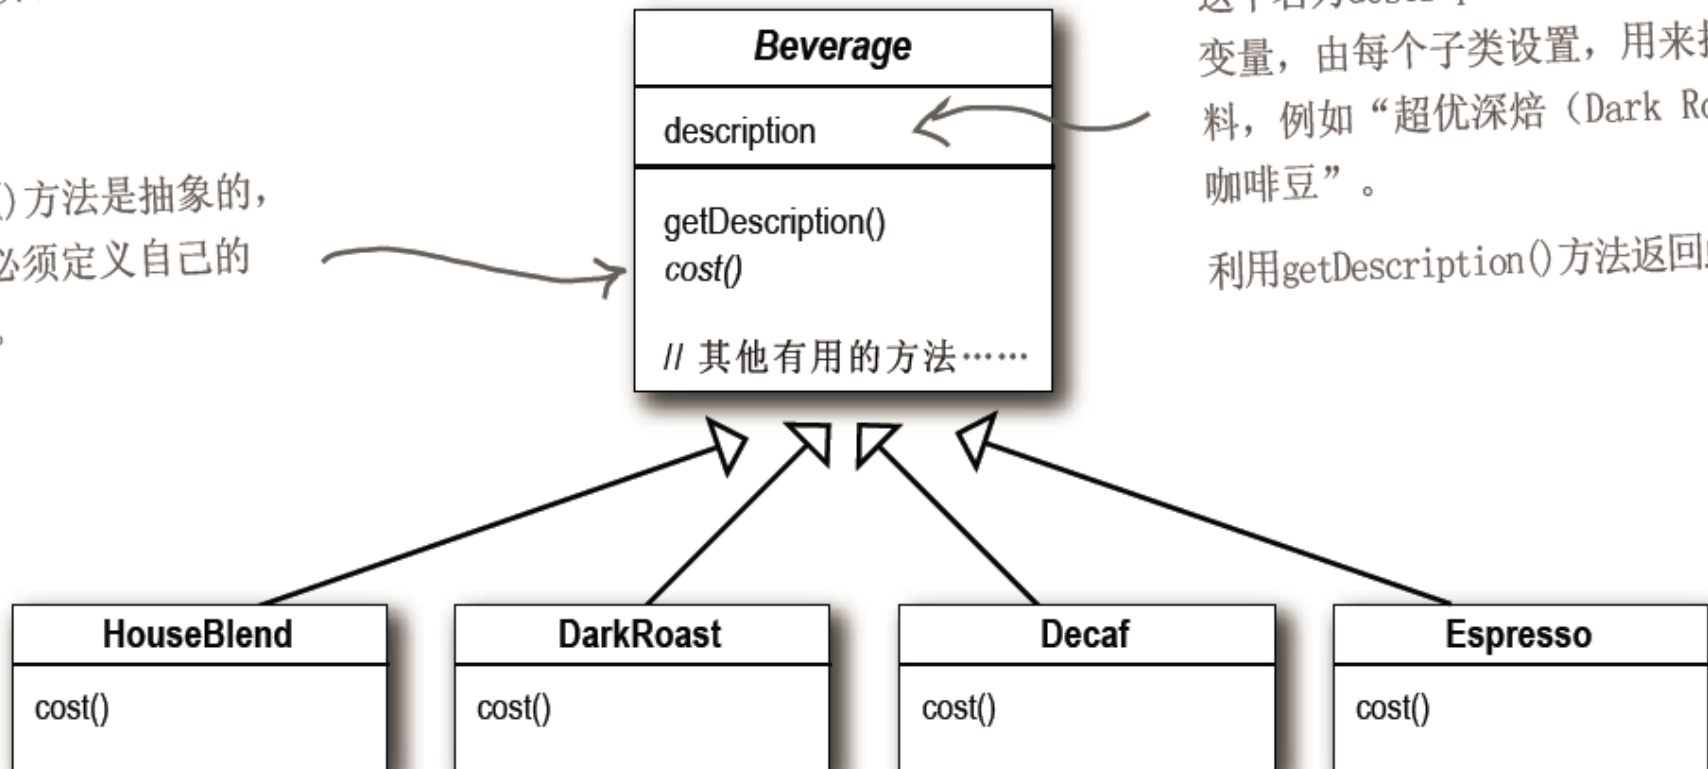 变量，由每个子类设置，用来
料，例如“超优深焙（Dark
咖啡豆”。
利用getDescription()方法返回
()方法是抽象的，
必须定义自己的
。
Beverage
description
getDescription()
cost()
// 其他有用的方法……
HouseBlend
cost()
DarkRoast
cost()
Decaf
cost()
Espresso
cost()